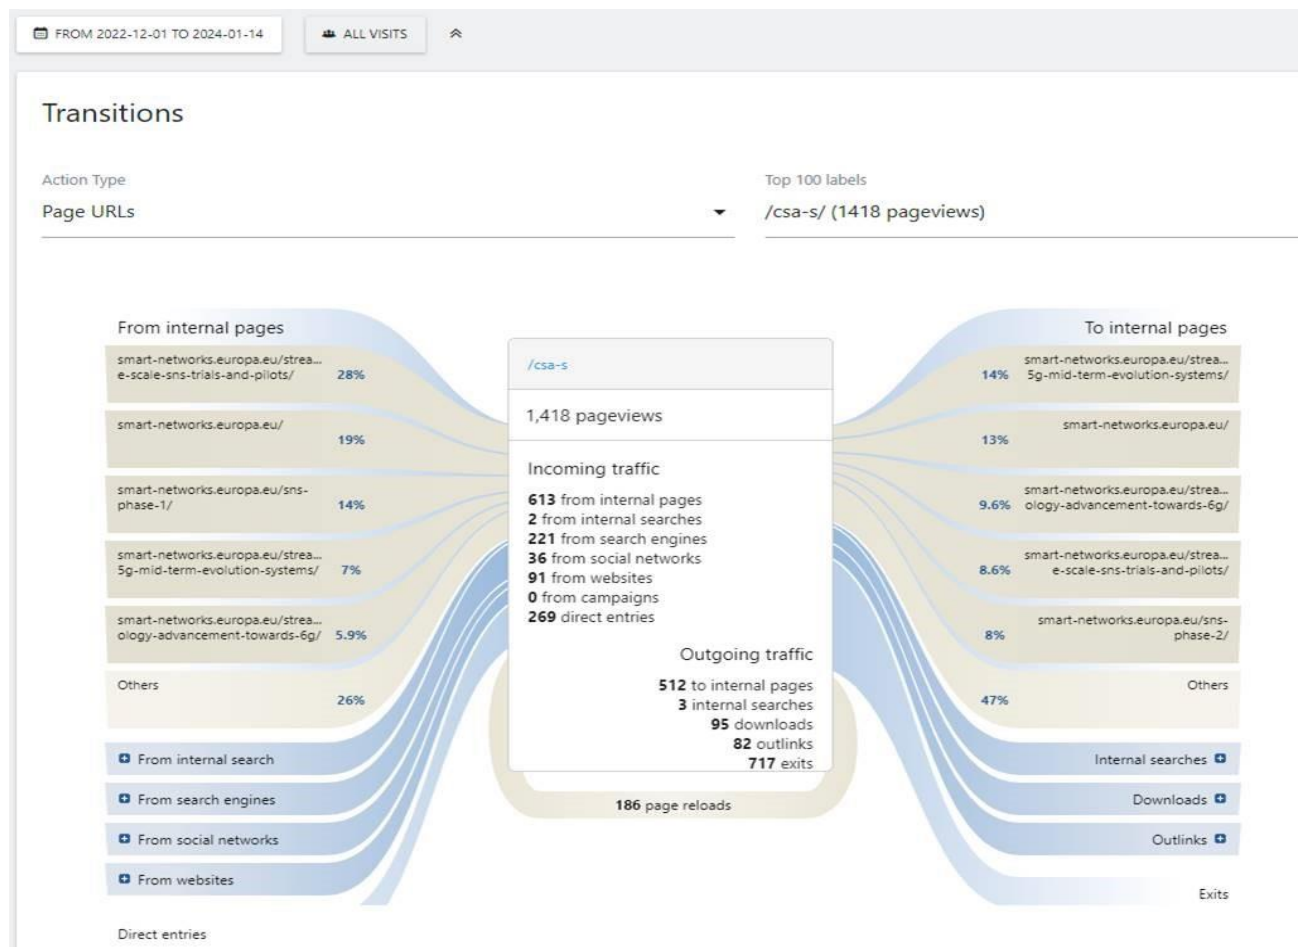 FROM 2022-12-01 TO 2024-01-14
ALL VISITS
Transitions
Action Type
Page URLs
Top 100 labels
/csa-s/ (1418 pageviews)
From internal pages
smart-networks.europa.eu/strea...
e-scale-sns-trials-and-pilots/ 28%
smart-networks.europa.eu/
19%
smart-networks.europa.eu/sns-
phase-1/ 14%
smart-networks.europa.eu/strea...
5g-mid-term-evolution-systems/ 7%
smart-networks.europa.eu/strea...
ology-advancement-towards-6g/ 5.9%
Others
26%
From internal search
From search engines
From social networks
From websites
Direct entries
/csa-s
1,418 pageviews
Incoming traffic
613 from internal pages
2 from internal searches
221 from search engines
36 from social networks
91 from websites
0 from campaigns
269 direct entries
Outgoing traffic
512 to internal pages
3 internal searches
95 downloads
82 outlinks
717 exits
186 page reloads
To internal pages
smart-networks.europa.eu/strea...
14% 5g-mid-term-evolution-systems/
smart-networks.europa.eu/
13%
smart-networks.europa.eu/strea...
9.6% ology-advancement-towards-6g/
smart-networks.europa.eu/strea...
8.6% e-scale-sns-trials-and-pilots/
smart-networks.europa.eu/sns-
8% phase-2/
Others
47%
Internal searches
Downloads
Outlinks
Exits